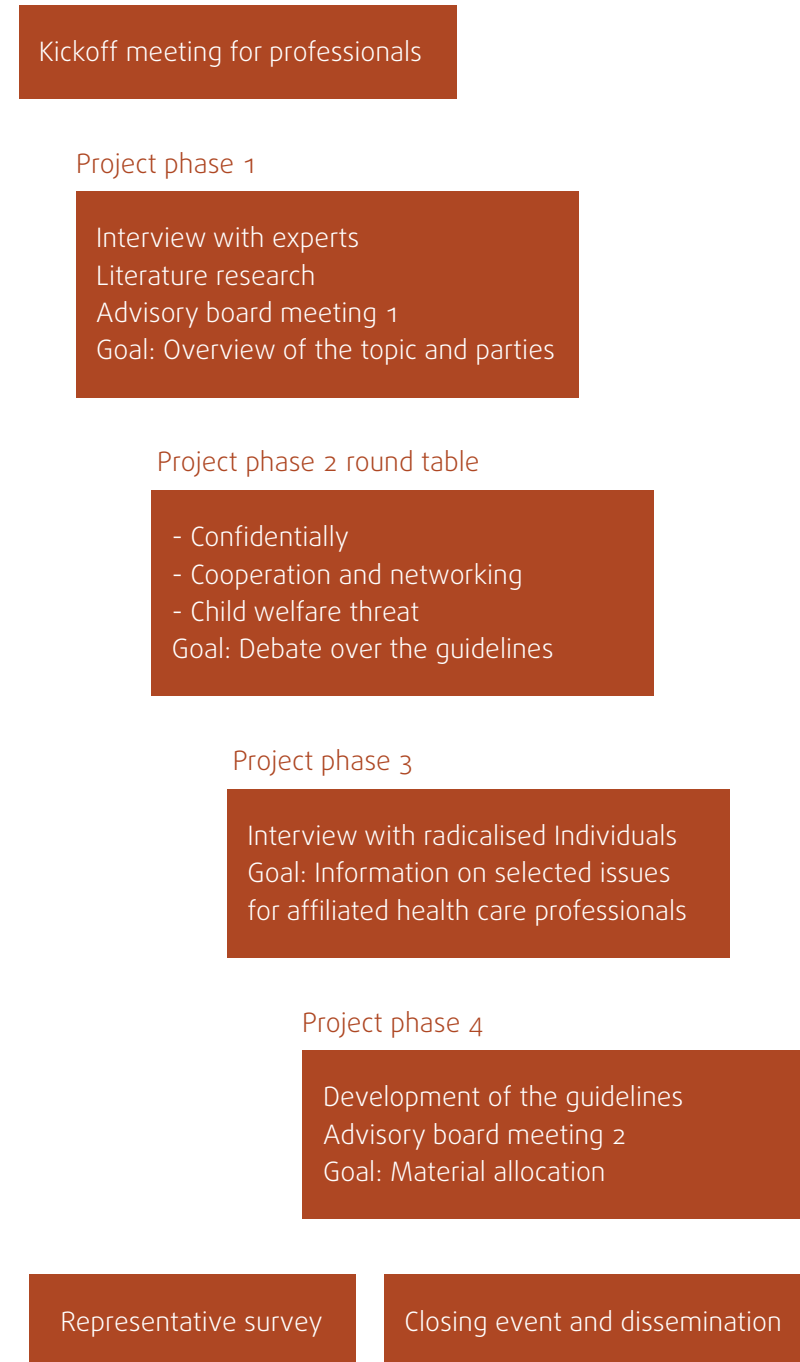 Kickoff meeting for professionals
Project phase 1
Interview with experts
Literature research
Advisory board meeting 1
Goal: Overview of the topic and parties
Project phase 2 round table
- Confidentially
- Cooperation and networking
- Child welfare threat
Goal: Debate over the guidelines
Project phase 3
Interview with radicalised Individuals
Goal: Information on selected issues
for affiliated health care professionals
Project phase 4
Development of the guidelines
Advisory board meeting 2
Goal: Material allocation
Representative survey
Closing event and dissemination